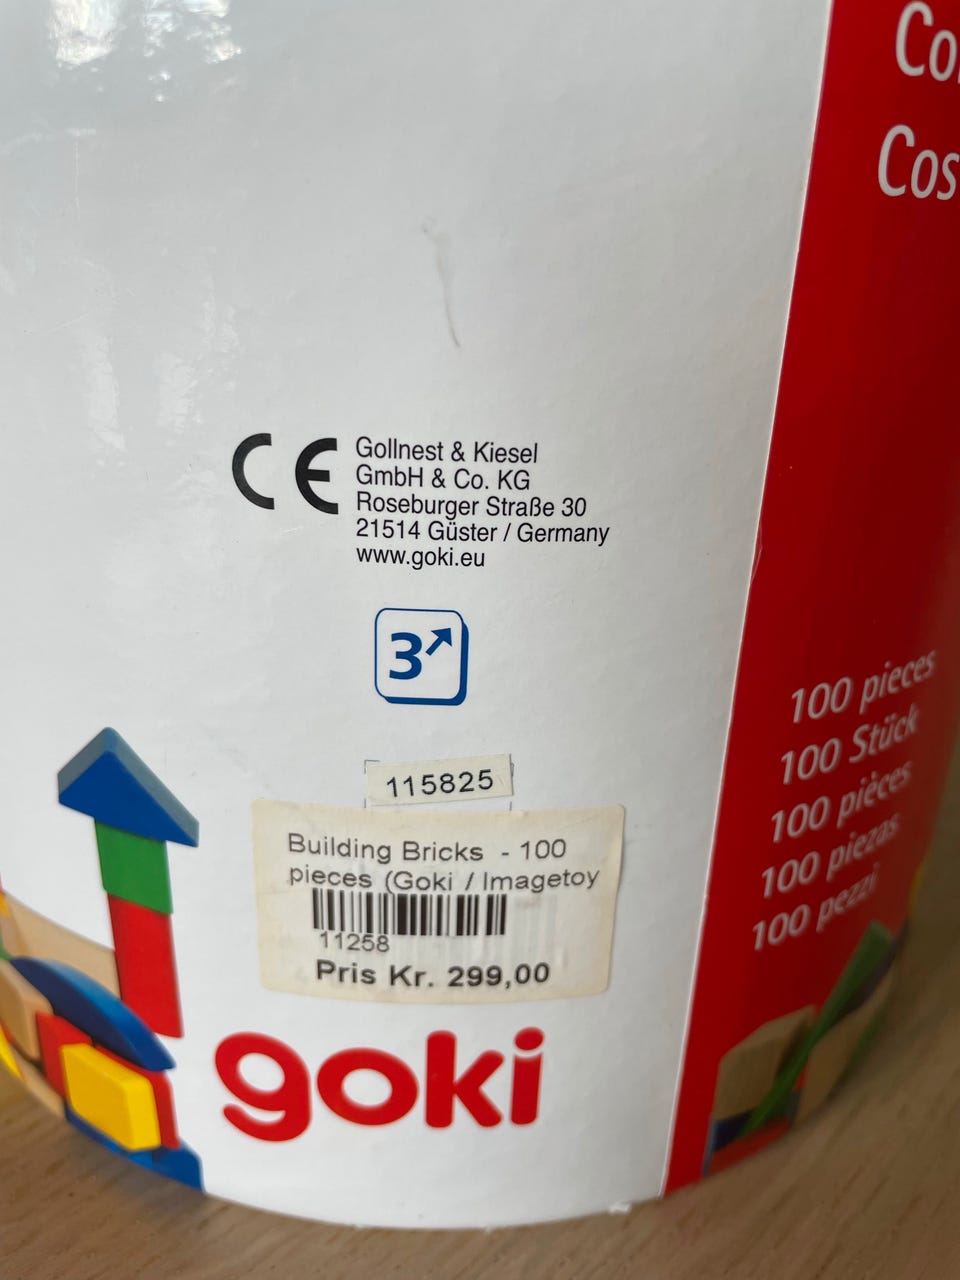 CE
Gollnest & Kiesel
GmbH & Co. KG
Roseburger Straße 30
21514 Güster / Germany
www.goki.eu
3
115825
Building Bricks - 100
pieces (Goki / Imagetoy
11258
Pris Kr. 299,00
goki
100 pieces
100 Stück
100 pièces
100 piezas
100 pezzi